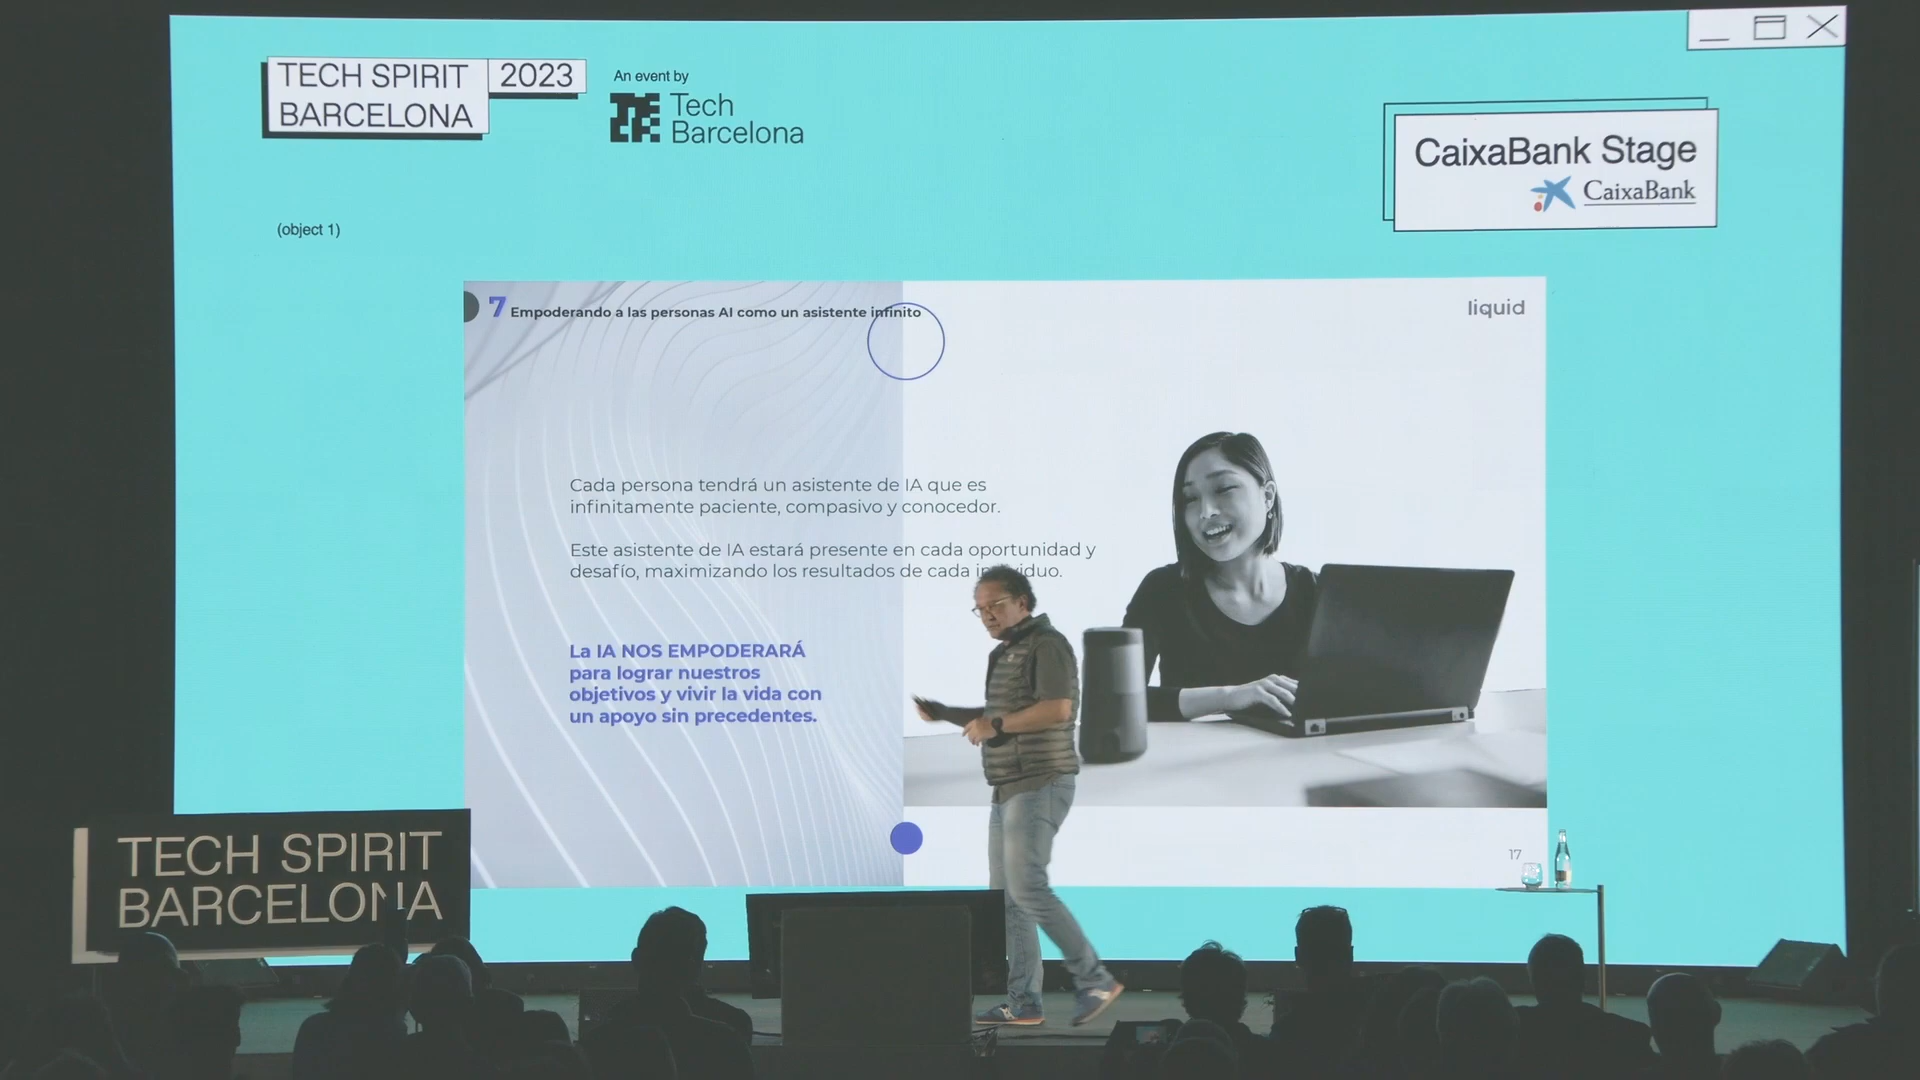 TECH SPIRIT
BARCELONA
2023
An event by
Tech
Barcelona
CaixaBank Stage
CaixaBank
(object 1)
7 Empoderando a las personas AI como un asistente infinito
liquid
Cada persona tendrá un asistente de IA que es
infinitamente paciente, compasivo y conocedor.
Este asistente de IA estará presente en cada oportunidad y
desafío, maximizando los resultados de cada individuo.
La IA NOS EMPODERARÁ
para lograr nuestros
objetivos y vivir la vida con
un apoyo sin precedentes.
17
TECH SPIRIT
BARCELONA